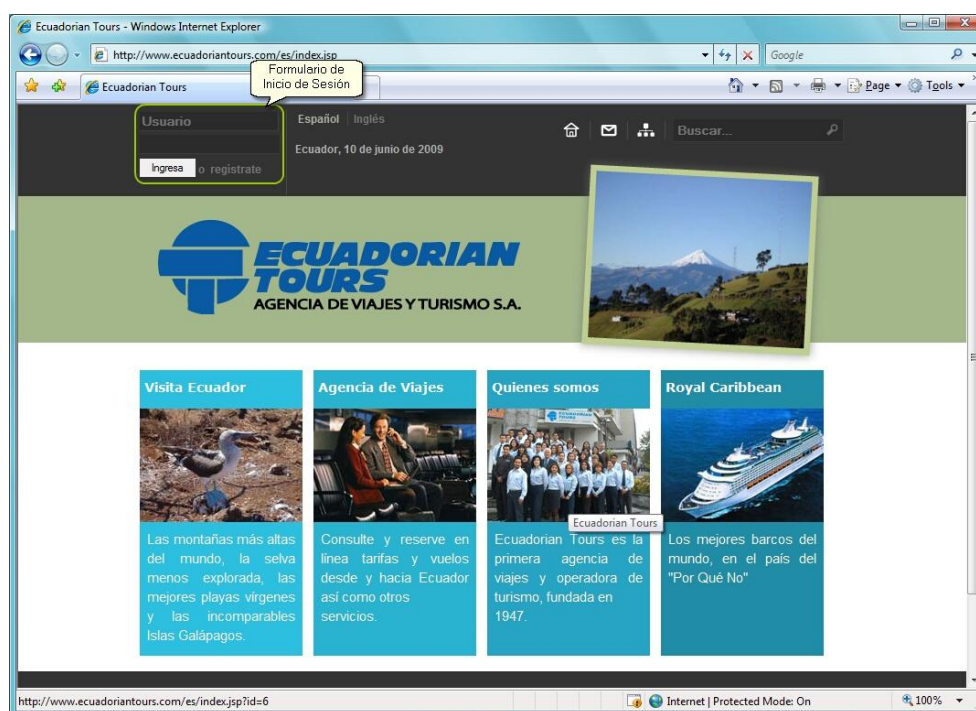 Ecuadorian Tours - Windows Internet Explorer
http://www.ecuadoriantours.com/es/index.jsp
Google
Ecuadorian Tours
Page
Tools
Formulario de
Inicio de Sesión
Usuario
Ingresa o registrate
Español Inglés
Ecuador, 10 de junio de 2009
Buscar...
ECUADORIAN
TOURS
AGENCIA DE VIAJES Y TURISMO S.A.
Visita Ecuador
Las montañas más altas
del mundo, la selva
menos explorada, las
mejores playas vírgenes
y las incomparables
Islas Galápagos.
Agencia de Viajes
Consulte y reserve en
línea tarifas y vuelos
desde y hacia Ecuador
así como otros
servicios.
Quienes somos
ECUADORIAN
TOURS
Ecuadorian Tours
Ecuadorian Tours es la
primera agencia de
viajes y operadora de
turismo, fundada en
1947.
Royal Caribbean
Los mejores barcos del
mundo, en el país del
"Por Qué No"
http://www.ecuadoriantours.com/es/index.jsp?id=6
Internet | Protected Mode: On
100%